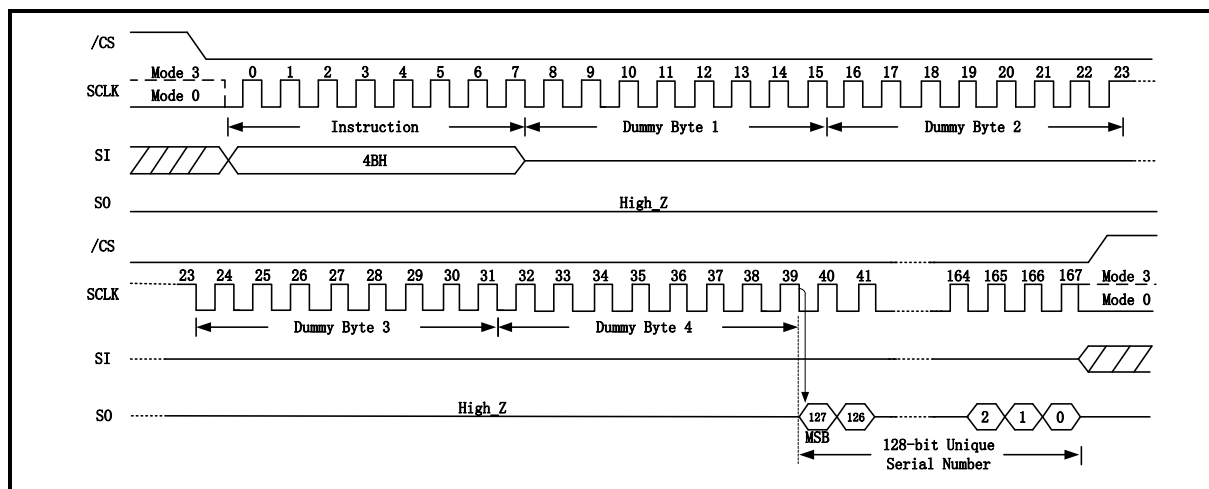 /CS
Mode 3 0 1 2 3 4 5 6 7 8 9 10 11 12 13 14 15 16 17 18 19 20 21 22 23
SCLK Mode 0
Instruction Dummy Byte 1 Dummy Byte 2
SI 4BH
SO High_Z
/CS
23 24 25 26 27 28 29 30 31 32 33 34 35 36 37 38 39 40 41 164 165 166 167 Mode 3
SCLK Mode 0
Dummy Byte 3 Dummy Byte 4
SI
SO High_Z 127 126 2 1 0
MSB 128-bit Unique
Serial Number